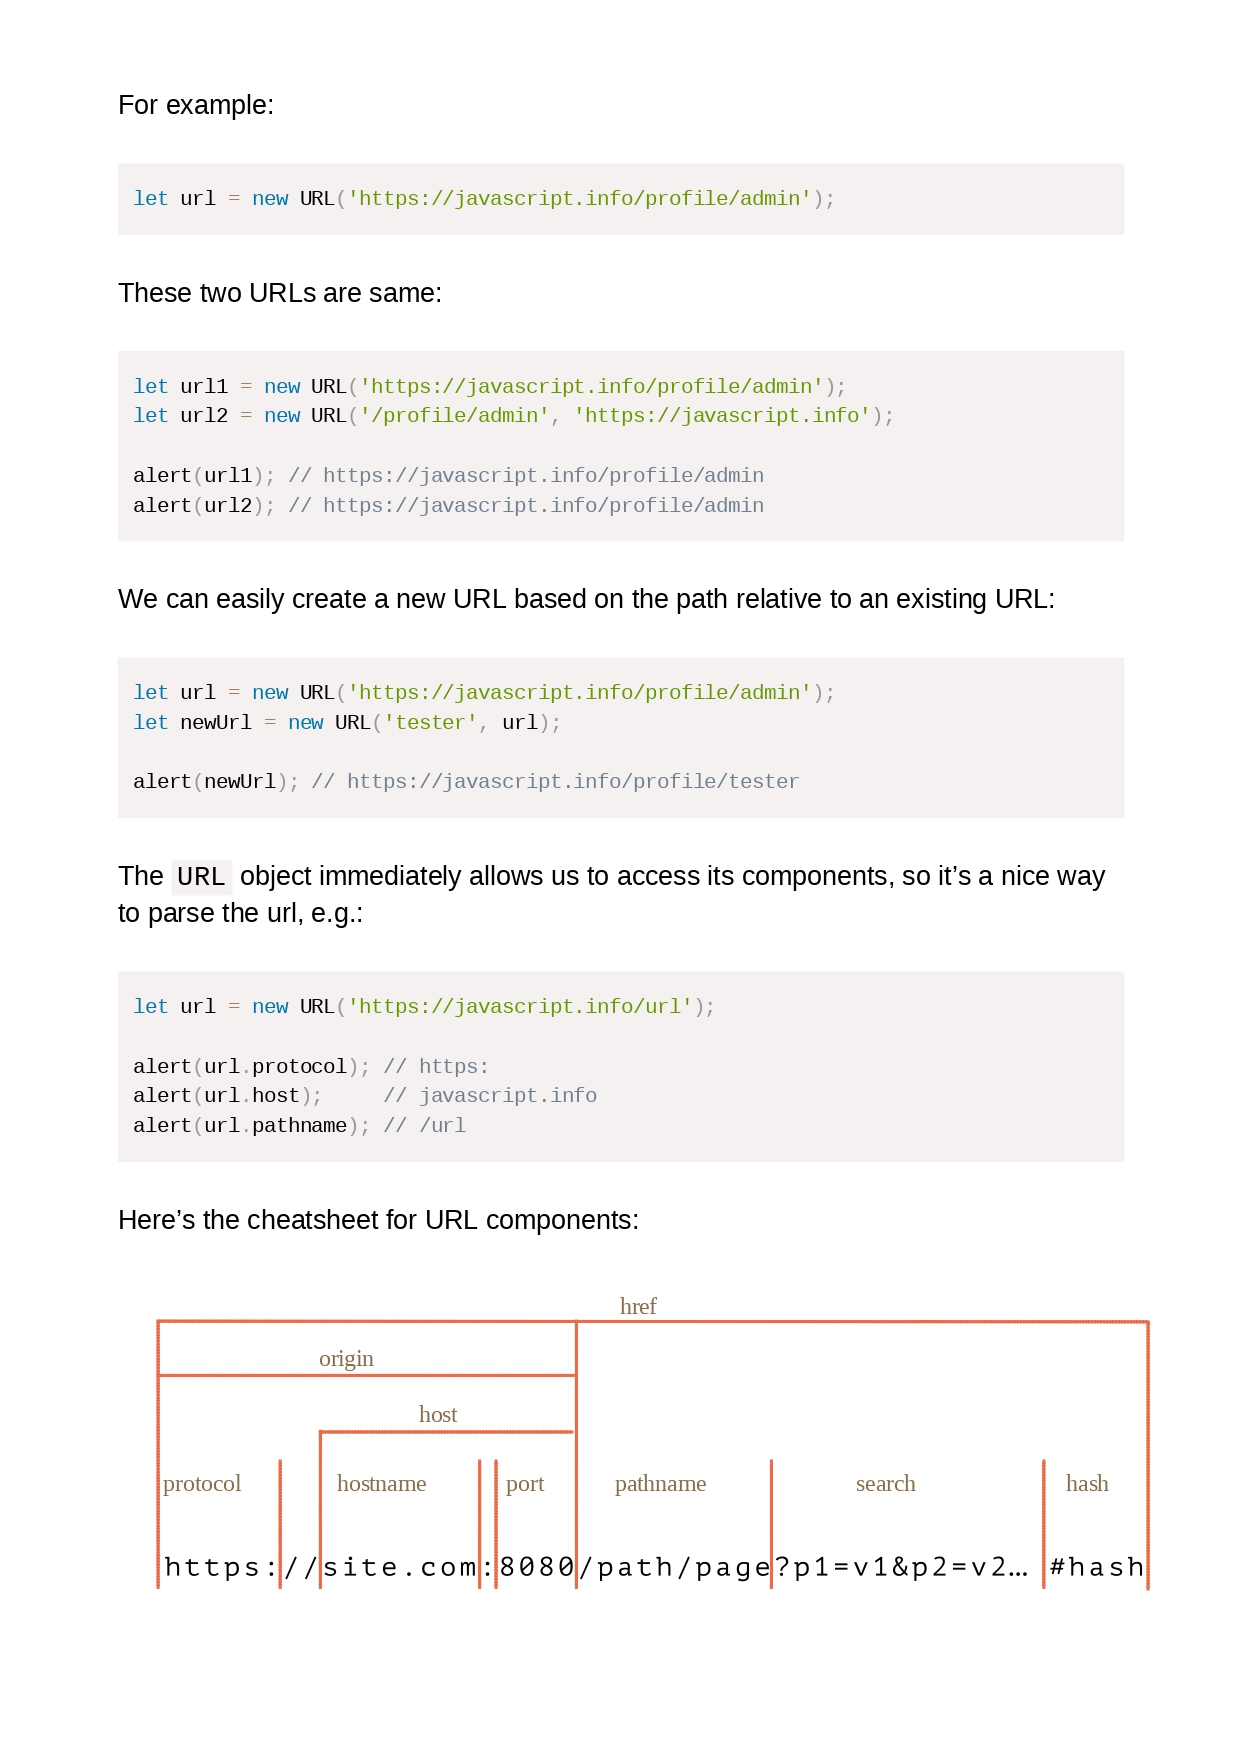 For example:
let url = new URL('https://javascript.info/profile/admin');
These two URLs are same:
let url1 = new URL('https://javascript.info/profile/admin');
let url2 = new URL('/profile/admin', 'https://javascript.info');
alert(url1); // https://javascript.info/profile/admin
alert(url2); // https://javascript.info/profile/admin
We can easily create a new URL based on the path relative to an existing URL:
let url = new URL('https://javascript.info/profile/admin');
let newUrl = new URL('tester', url);
alert(newUrl); // https://javascript.info/profile/tester
The URL object immediately allows us to access its components, so it’s a nice way
to parse the url, e.g.:
let url = new URL('https://javascript.info/url');
alert(url.protocol); // https:
alert(url.host);     // javascript.info
alert(url.pathname); // /url
Here’s the cheatsheet for URL components:
href
origin
host
protocol hostname port pathname search hash
https://site.com:8080/path/page?p1=v1&p2=v2… #hash